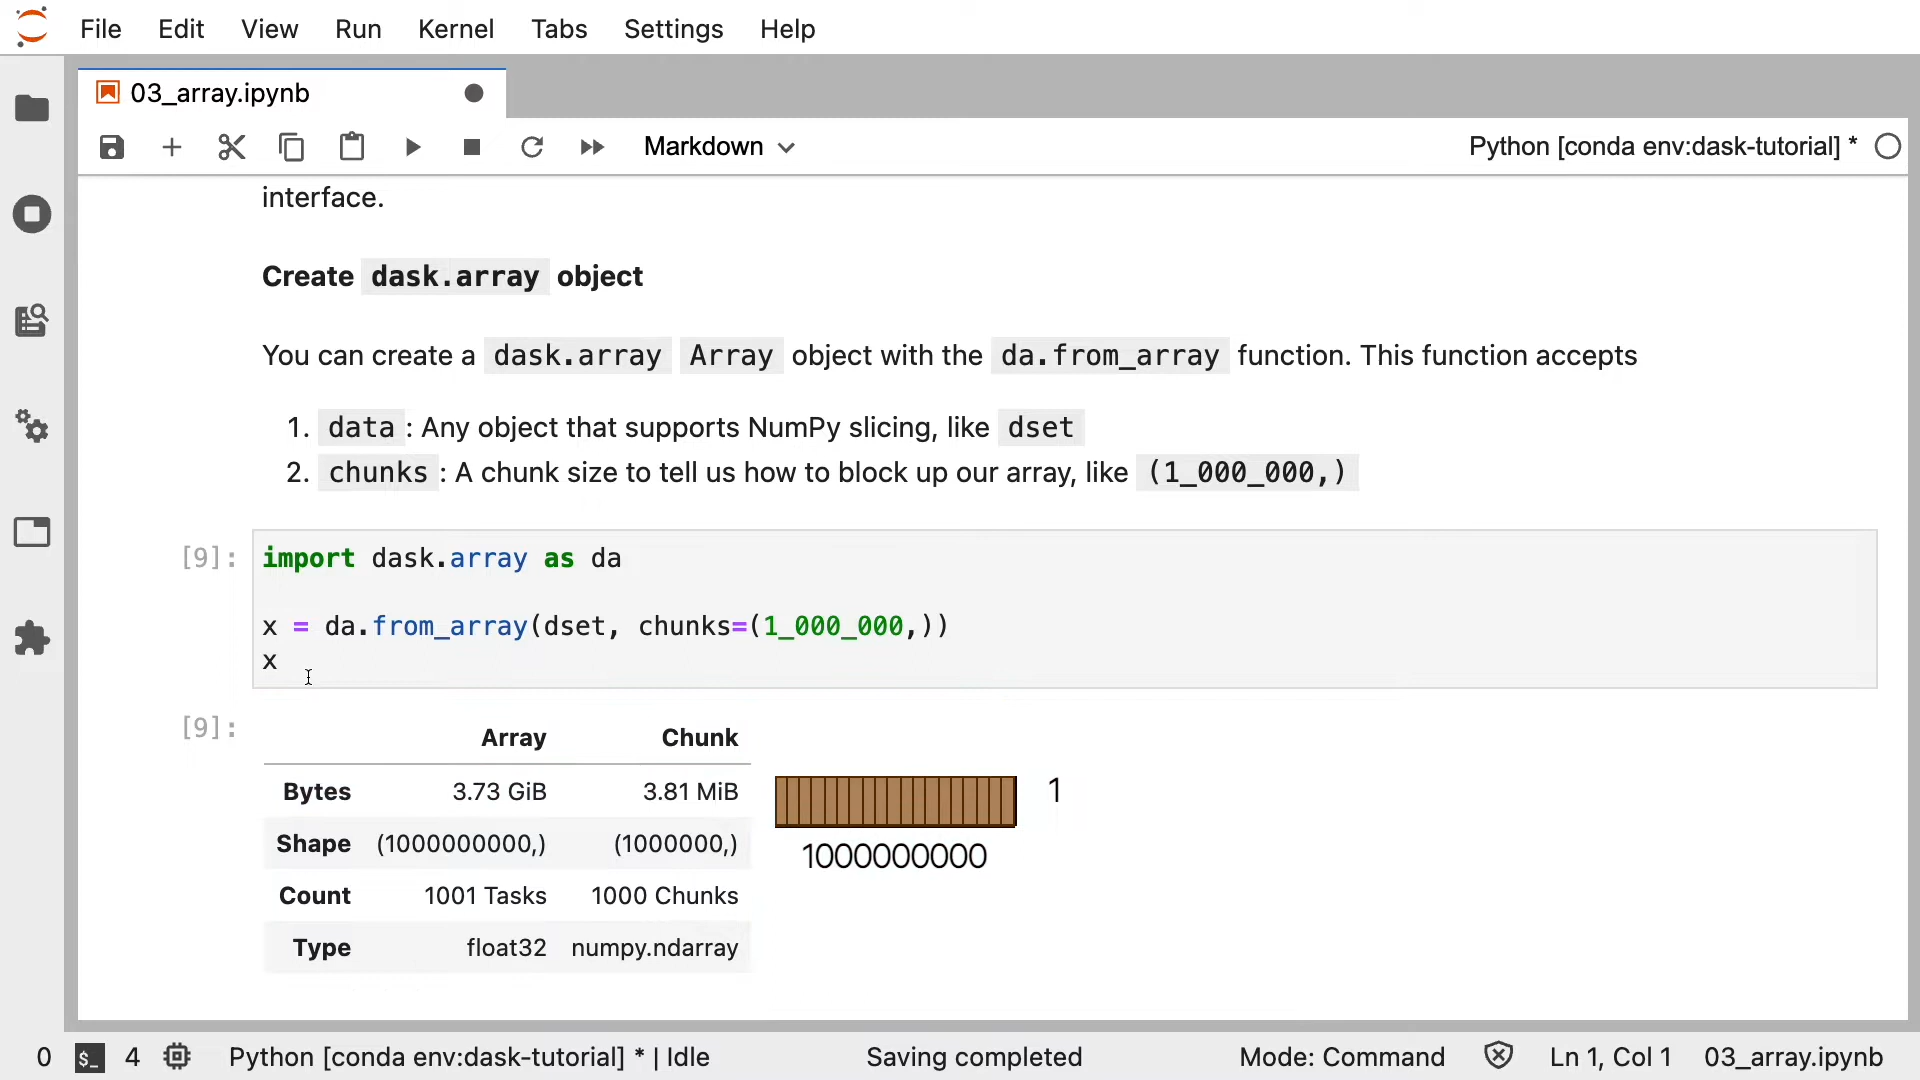 File Edit View Run Kernel Tabs Settings Help
03_array.ipynb
Markdown Python [conda env:dask-tutorial] *
interface.
Create dask.array object
You can create a dask.array Array object with the da.from_array function. This function accepts
1. data : Any object that supports NumPy slicing, like dset
2. chunks : A chunk size to tell us how to block up our array, like (1_000_000,)
[9]: import dask.array as da
x = da.from_array(dset, chunks=(1_000_000,))
x
[9]:
Array Chunk
Bytes 3.73 GiB 3.81 MiB
Shape (1000000000,) (1000000,)
Count 1001 Tasks 1000 Chunks
Type float32 numpy.ndarray
1
1000000000
0 $_ 4 Python [conda env:dask-tutorial] * | Idle Saving completed Mode: Command Ln 1, Col 1 03_array.ipynb